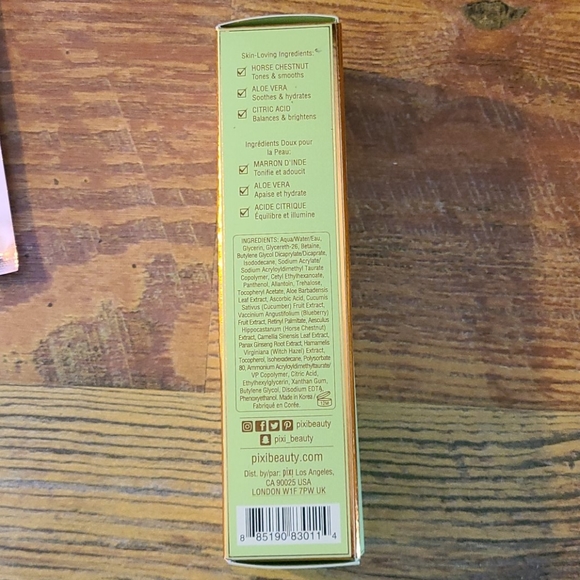 Skin-Loving Ingredients:
HORSE CHESTNUT
Tones & smooths
ALOE VERA
Soothes & hydrates
CITRIC ACID
Balances & brightens
Ingrédients Doux pour
la Peau:
MARRON D'INDE
Tonifie et adoucit
ALOE VERA
Apaise et hydrate
ACIDE CITRIQUE
Équilibre et illumine
INGREDIENTS: Aqua/Water/Eau,
Glycerin, Glycereth-26, Betaine,
Butylene Glycol Dicaprylate/Dicaprate,
Isododecane, Sodium Acrylate/
Sodium Acryloyldimethyl Taurate
Copolymer, Cetyl Ethylhexanoate,
Panthenol, Allantoin, Trehalose,
Tocopheryl Acetate, Aloe Barbadensis
Leaf Extract, Ascorbic Acid, Cucumis
Sativus (Cucumber) Fruit Extract,
Vaccinium Angustifolium (Blueberry)
Fruit Extract, Retinyl Palmitate, Aesculus
Hippocastanum (Horse Chestnut)
Extract, Camellia Sinensis Leaf Extract,
Panax Ginseng Root Extract, Hamamelis
Virginiana (Witch Hazel) Extract,
Tocopherol, Isohexadecane, Polysorbate
80, Ammonium Acryloyldimethyltaurate/
VP Copolymer, Citric Acid,
Ethylhexylglycerin, Xanthan Gum,
Butylene Glycol, Disodium EDTA,
Phenoxyethanol. Made in Korea /
Fabriqué en Corée.
12M
pixibeauty
pixi_beauty
pixibeauty.com
Dist. by/par: pixi Los Angeles,
CA 90025 USA
LONDON W1F 7PW UK
8 85190 83011 4